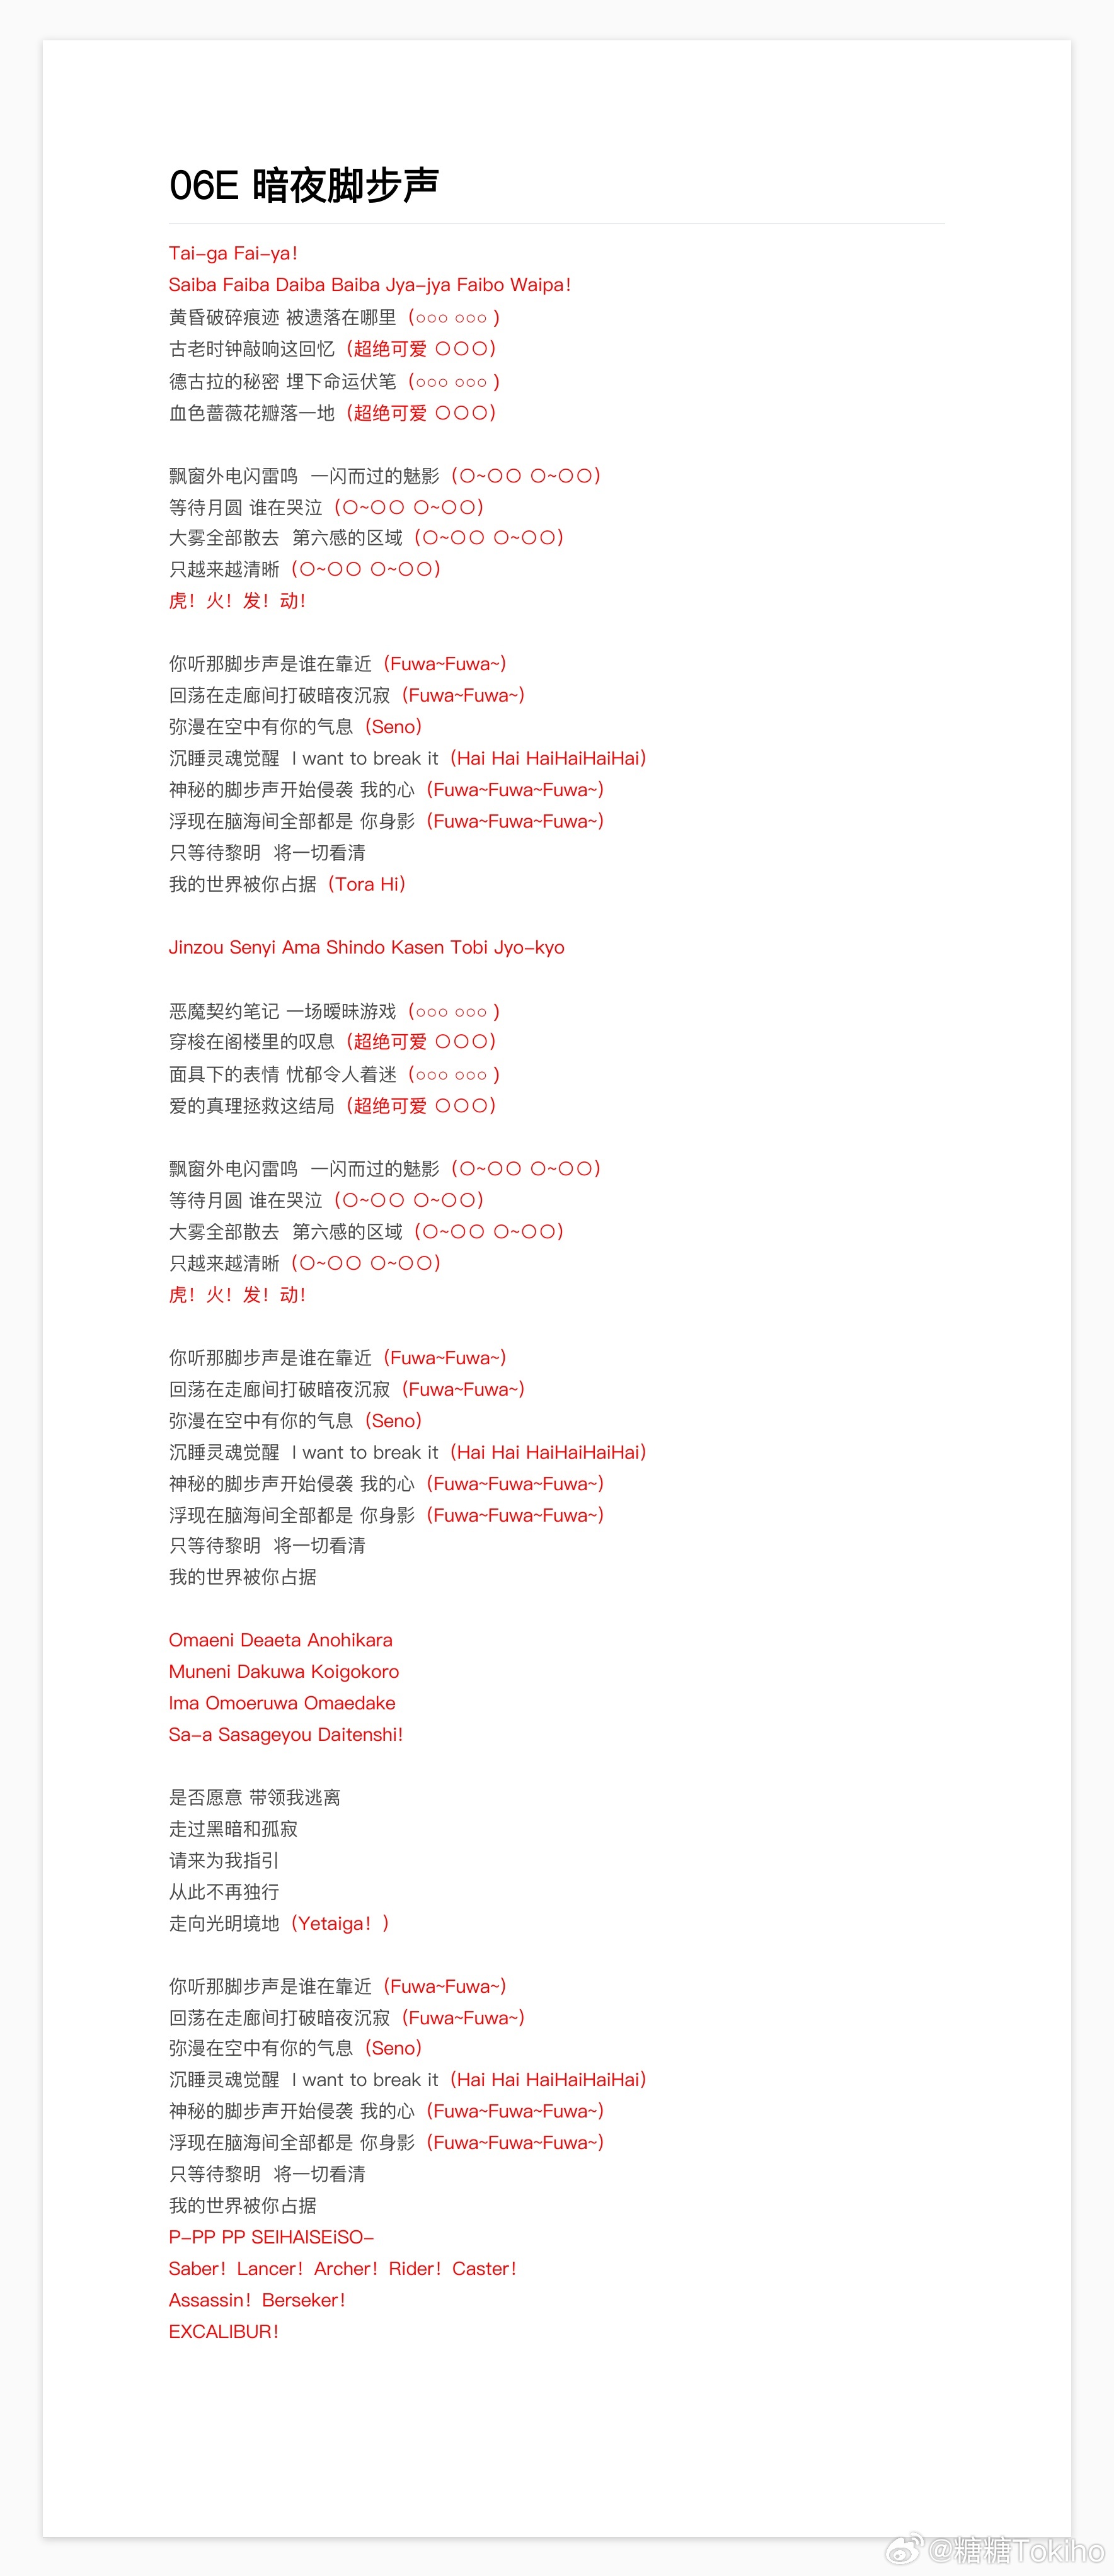 06E 暗夜脚步声
Tai-ga Fai-ya！
Saiba Faiba Daiba Baiba Jya-jya Faibo Waipa！
黄昏破碎痕迹 被遗落在哪里（○○○ ○○○ )
古老时钟敲响这回忆（超绝可爱 〇〇〇）
德古拉的秘密 埋下命运伏笔（○○○ ○○○ )
血色蔷薇花瓣落一地（超绝可爱 〇〇〇）
飘窗外电闪雷鸣  一闪而过的魅影（〇~〇〇 〇~〇〇）
等待月圆 谁在哭泣（〇~〇〇 〇~〇〇）
大雾全部散去  第六感的区域（〇~〇〇 〇~〇〇）
只越来越清晰（〇~〇〇 〇~〇〇）
虎！火！发！动！
你听那脚步声是谁在靠近（Fuwa~Fuwa~）
回荡在走廊间打破暗夜沉寂（Fuwa~Fuwa~）
弥漫在空中有你的气息（Seno）
沉睡灵魂觉醒  I want to break it（Hai Hai HaiHaiHaiHai）
神秘的脚步声开始侵袭 我的心（Fuwa~Fuwa~Fuwa~）
浮现在脑海间全部都是 你身影（Fuwa~Fuwa~Fuwa~）
只等待黎明  将一切看清
我的世界被你占据（Tora Hi）
Jinzou Senyi Ama Shindo Kasen Tobi Jyo-kyo
恶魔契约笔记 一场暧昧游戏（○○○ ○○○ )
穿梭在阁楼里的叹息（超绝可爱 〇〇〇）
面具下的表情 忧郁令人着迷（○○○ ○○○ )
爱的真理拯救这结局（超绝可爱 〇〇〇）
飘窗外电闪雷鸣  一闪而过的魅影（〇~〇〇 〇~〇〇）
等待月圆 谁在哭泣（〇~〇〇 〇~〇〇）
大雾全部散去  第六感的区域（〇~〇〇 〇~〇〇）
只越来越清晰（〇~〇〇 〇~〇〇）
虎！火！发！动！
你听那脚步声是谁在靠近（Fuwa~Fuwa~）
回荡在走廊间打破暗夜沉寂（Fuwa~Fuwa~）
弥漫在空中有你的气息（Seno）
沉睡灵魂觉醒  I want to break it（Hai Hai HaiHaiHaiHai）
神秘的脚步声开始侵袭 我的心（Fuwa~Fuwa~Fuwa~）
浮现在脑海间全部都是 你身影（Fuwa~Fuwa~Fuwa~）
只等待黎明  将一切看清
我的世界被你占据
Omaeni Deaeta Anohikara
Muneni Dakuwa Koigokoro
Ima Omoeruwa Omaedake
Sa-a Sasageyou Daitenshi！
是否愿意 带领我逃离
走过黑暗和孤寂
请来为我指引
从此不再独行
走向光明境地（Yetaiga！）
你听那脚步声是谁在靠近（Fuwa~Fuwa~）
回荡在走廊间打破暗夜沉寂（Fuwa~Fuwa~）
弥漫在空中有你的气息（Seno）
沉睡灵魂觉醒  I want to break it（Hai Hai HaiHaiHaiHai）
神秘的脚步声开始侵袭 我的心（Fuwa~Fuwa~Fuwa~）
浮现在脑海间全部都是 你身影（Fuwa~Fuwa~Fuwa~）
只等待黎明  将一切看清
我的世界被你占据
P-PP PP SEIHAISEiSO-
Saber！Lancer！Archer！Rider！Caster！
Assassin！Berseker！
EXCALIBUR！
@糖糖Tokiho